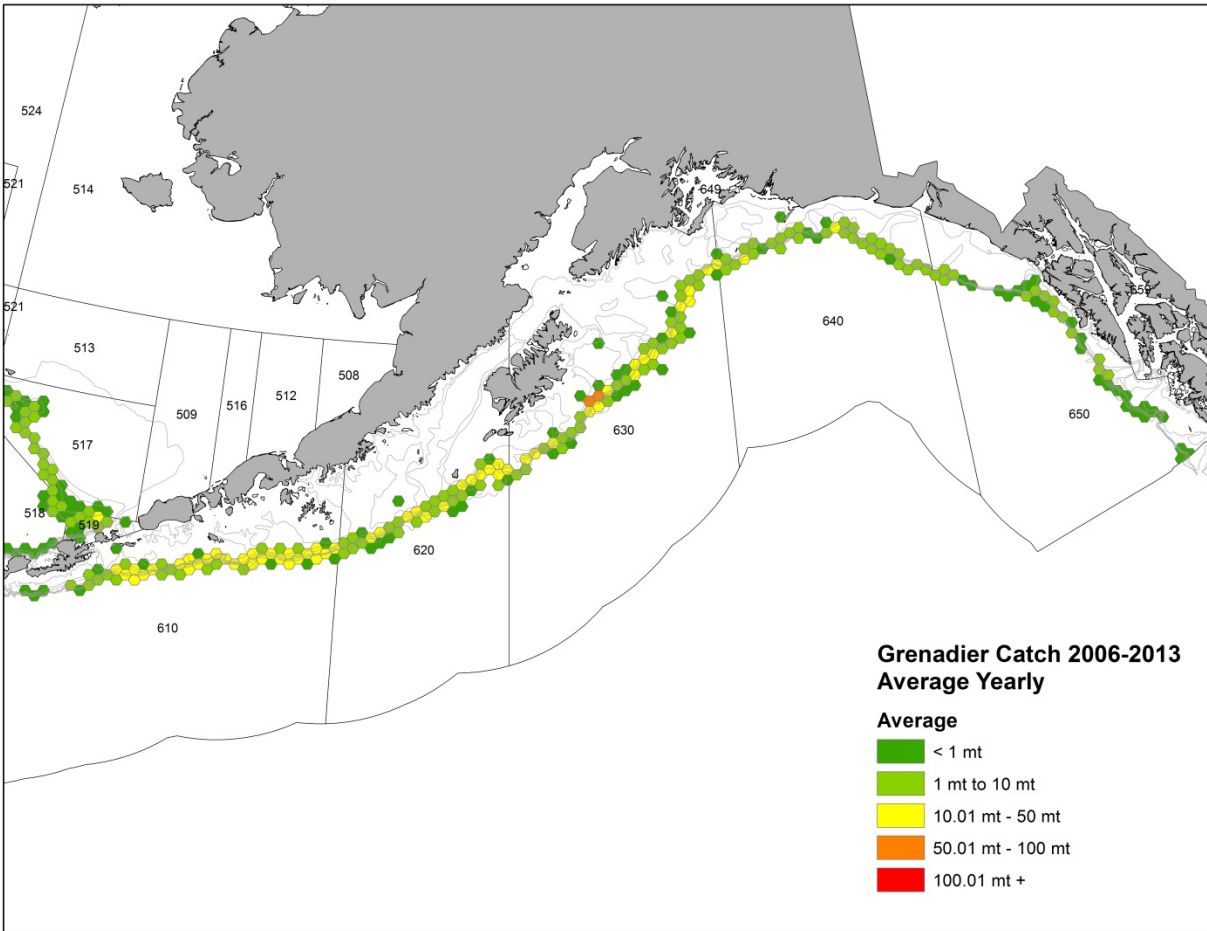 524
521
514
649
521
513
659
640
508
512
516
509
517
650
630
518
519
620
610
Grenadier Catch 2006-2013
Average Yearly
Average
< 1 mt
1 mt to 10 mt
10.01 mt - 50 mt
50.01 mt - 100 mt
100.01 mt +